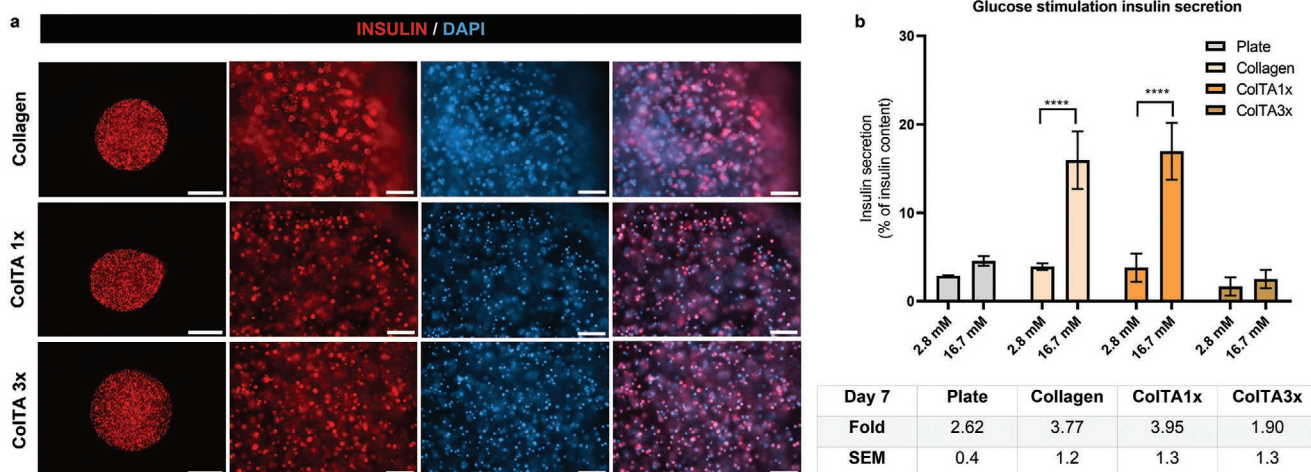 a
INSULIN / DAPI
Collagen
ColTA 1x
ColTA 3x
b
Glucose stimulation insulin secretion
Insulin secretion
(% of insulin content)
30
20
10
0
Plate
Collagen
ColTA1x
ColTA3x
****
****
2.8 mM
16.7 mM
2.8 mM
16.7 mM
2.8 mM
16.7 mM
2.8 mM
16.7 mM
Day 7 Plate Collagen ColTA1x ColTA3x
Fold 2.62 3.77 3.95 1.90
SEM 0.4 1.2 1.3 1.3